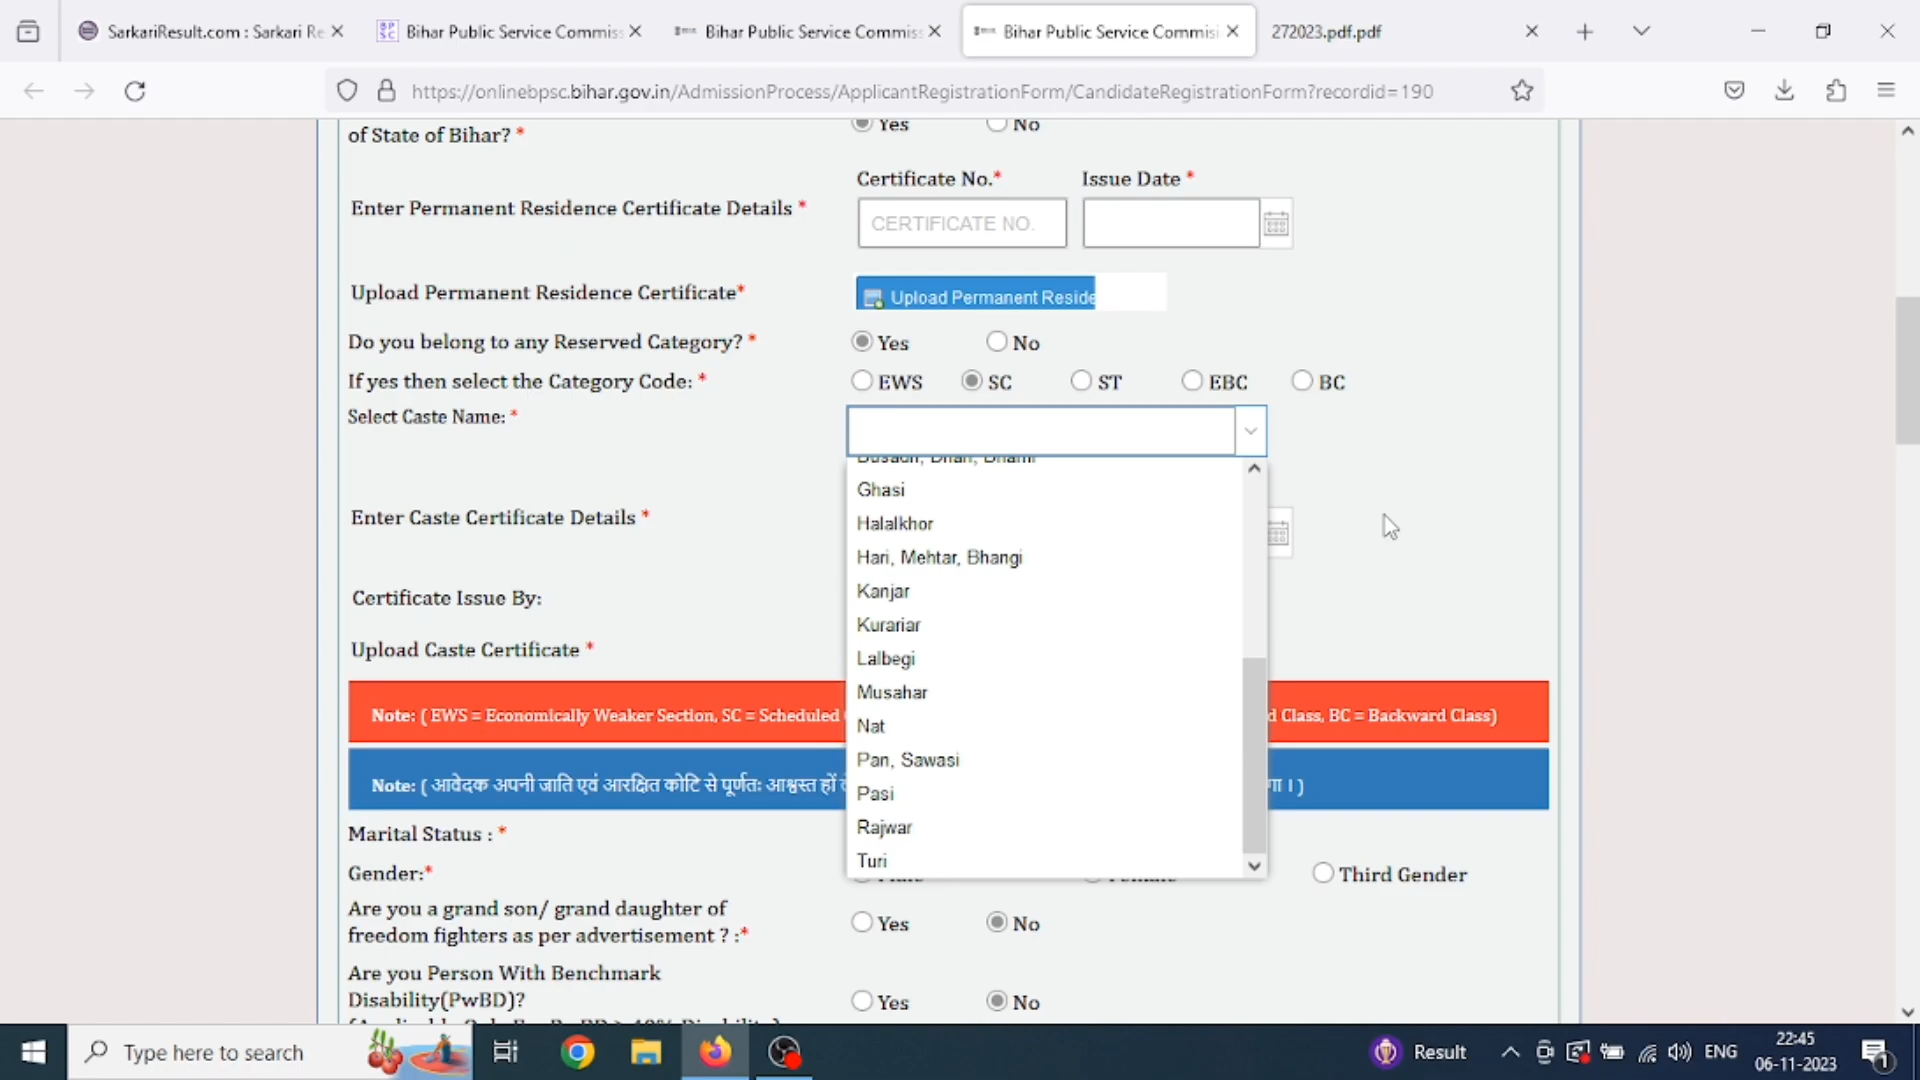 SarkariResult.com : Sarkari Re
Bihar Public Service Commiss
Bihar Public Service Commiss
Bihar Public Service Commisi
272023.pdf.pdf
https://onlinebpsc.bihar.gov.in/AdmissionProcess/ApplicantRegistrationForm/CandidateRegistrationForm?recordid=190
of State of Bihar? *
Yes No
Certificate No.* Issue Date *
Enter Permanent Residence Certificate Details *
CERTIFICATE NO.
Upload Permanent Residence Certificate*
Upload Permanent Reside
Do you belong to any Reserved Category? * Yes No
If yes then select the Category Code: * EWS SC ST EBC BC
Select Caste Name: *
Ghasi
Halalkhor
Hari, Mehtar, Bhangi
Kanjar
Kurariar
Lalbegi
Musahar
Nat
Pan, Sawasi
Pasi
Rajwar
Turi
Enter Caste Certificate Details *
Certificate Issue By:
Upload Caste Certificate *
Note: ( EWS = Economically Weaker Section, SC = Scheduled d Class, BC = Backward Class)
Note: ( आवेदक अपनी जाति एवं आरक्षित कोटि से पूर्णतः आश्वस्त हों गा । )
Marital Status : *
Gender:* Third Gender
Are you a grand son/ grand daughter of
freedom fighters as per advertisement ? :* Yes No
Are you Person With Benchmark
Disability(PwBD)? Yes No
Type here to search
Result
ENG
22:45
06-11-2023
1